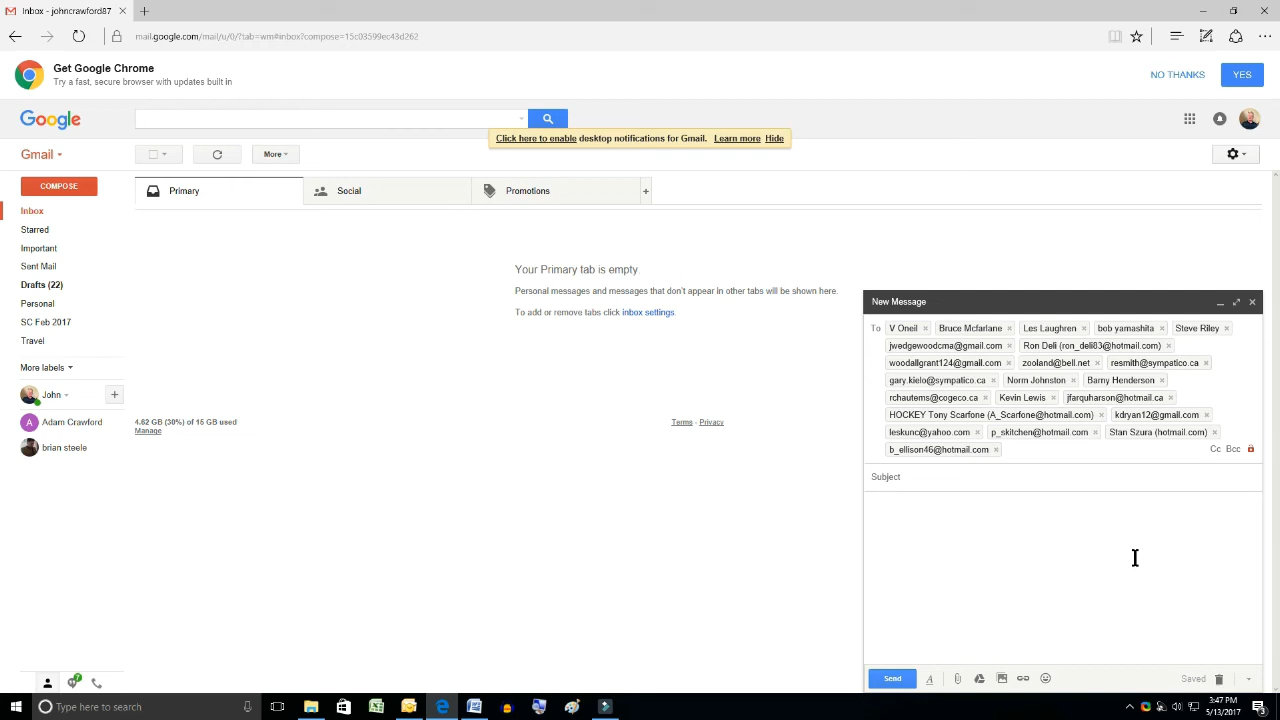 Inbox - johncrawford87
mail.google.com/mail/u/0/?tab=wm#inbox?compose=15c03599ec43d262
Get Google Chrome
Try a fast, secure browser with updates built in
NO THANKS YES
Google
Click here to enable desktop notifications for Gmail. Learn more Hide
Gmail
More
COMPOSE
Primary Social Promotions +
Inbox
Starred
Important
Sent Mail
Drafts (22)
Personal
SC Feb 2017
Travel
More labels
John
Adam Crawford
brian steele
Your Primary tab is empty.
Personal messages and messages that don't appear in other tabs will be shown here.
To add or remove tabs click inbox settings.
4.62 GB (30%) of 15 GB used
Manage
Terms - Privacy
New Message
To V Oneil Bruce Mcfarlane Les Laughren bob yamashita Steve Riley
jwedgewoodcma@gmail.com Ron Deli (ron_deli83@hotmail.com)
woodallgrant124@gmail.com zooland@bell.net resmith@sympatico.ca
gary.kielo@sympatico.ca Norm Johnston Barny Henderson
rchautems@cogeco.ca Kevin Lewis jfarquharson@hotmail.ca
HOCKEY Tony Scarfone (A_Scarfone@hotmail.com) kdryan12@gmail.com
leskunc@yahoo.com p_skitchen@hotmail.com Stan Szura (hotmail.com)
b_ellison46@hotmail.com
Cc Bcc
Subject
Send
Saved
7
Type here to search
3:47 PM
5/13/2017